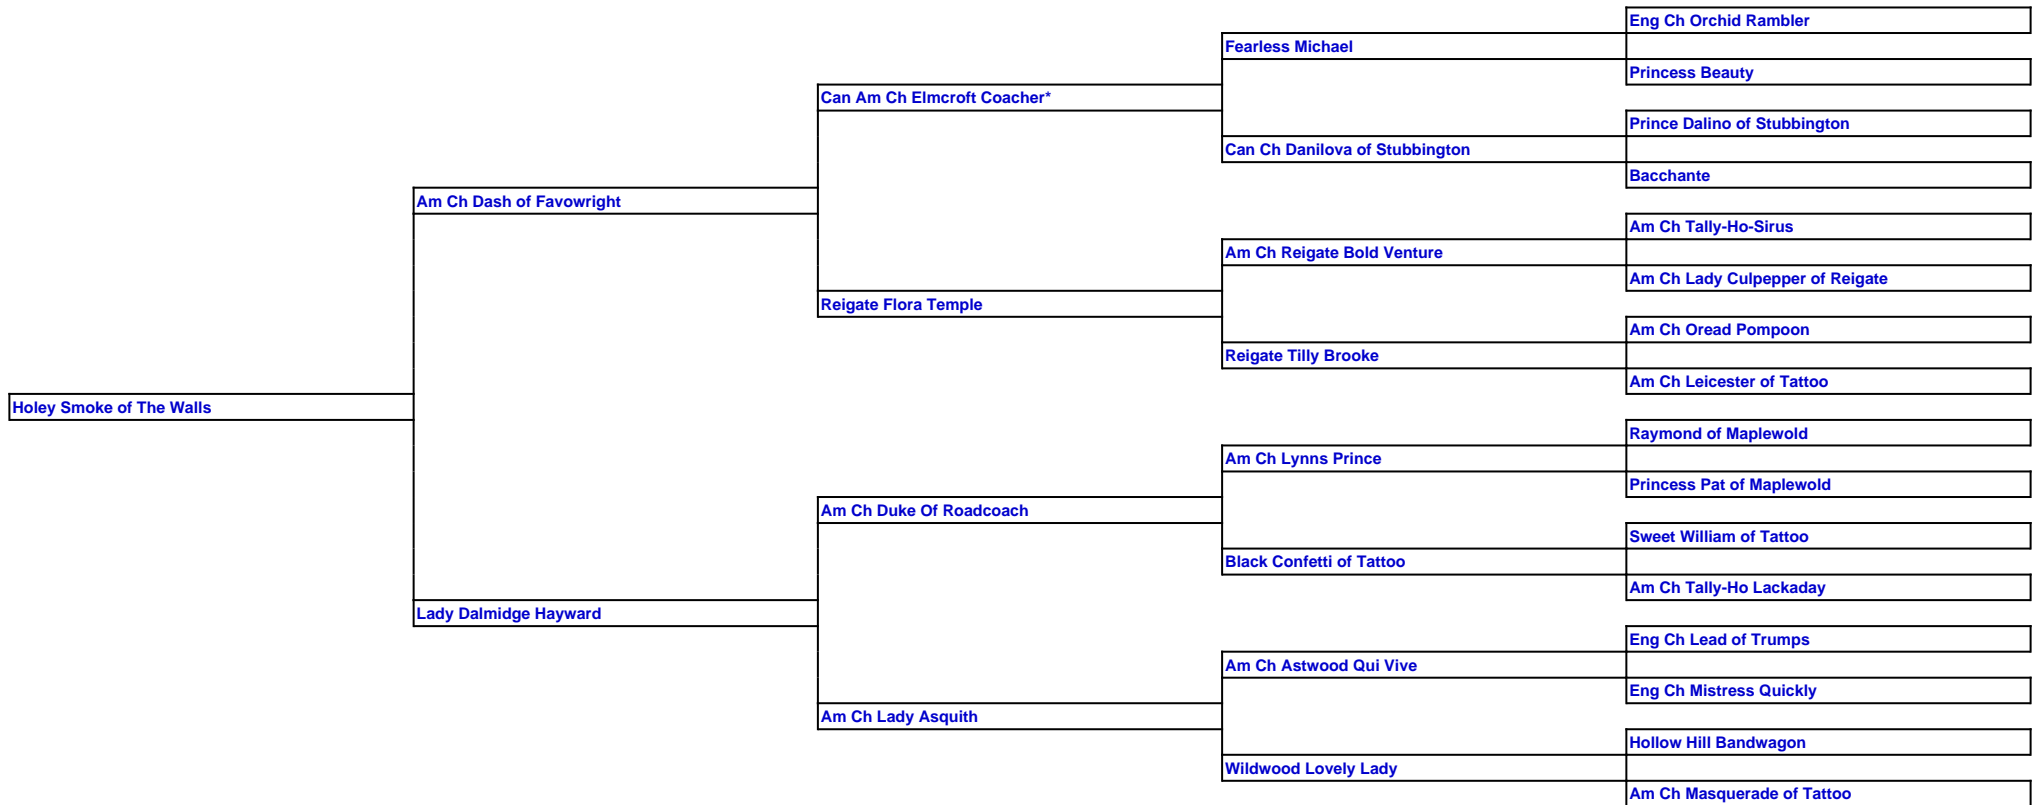 Eng Ch Orchid Rambler
Fearless Michael
Princess Beauty
Can Am Ch Elmcroft Coacher*
Prince Dalino of Stubbington
Can Ch Danilova of Stubbington
Bacchante
Am Ch Dash of Favowright
Am Ch Tally-Ho-Sirus
Am Ch Reigate Bold Venture
Am Ch Lady Culpepper of Reigate
Reigate Flora Temple
Am Ch Oread Pompoon
Reigate Tilly Brooke
Am Ch Leicester of Tattoo
Holey Smoke of The Walls
Raymond of Maplewold
Am Ch Lynns Prince
Princess Pat of Maplewold
Am Ch Duke Of Roadcoach
Sweet William of Tattoo
Black Confetti of Tattoo
Am Ch Tally-Ho Lackaday
Lady Dalmidge Hayward
Eng Ch Lead of Trumps
Am Ch Astwood Qui Vive
Eng Ch Mistress Quickly
Am Ch Lady Asquith
Hollow Hill Bandwagon
Wildwood Lovely Lady
Am Ch Masquerade of Tattoo